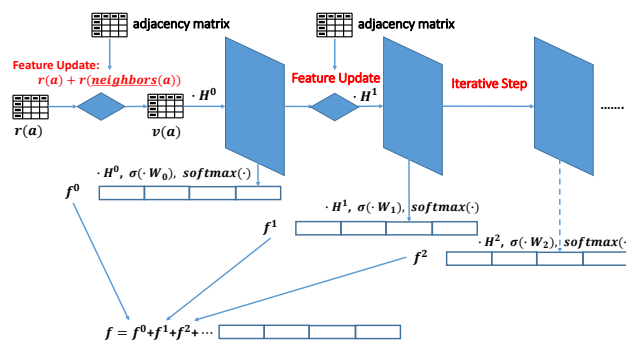 adjacency matrix
adjacency matrix
Feature Update:
r(a) + r(neighbors(a))
· H⁰
Feature Update
· H¹
Iterative Step
.......
r(a)
v(a)
· H⁰, σ(· W₀), softmax(·)
f⁰
· H¹, σ(· W₁), softmax(·)
f¹
· H², σ(· W₂), softmax(·)
f²
f = f⁰+f¹+f²+ ⋯